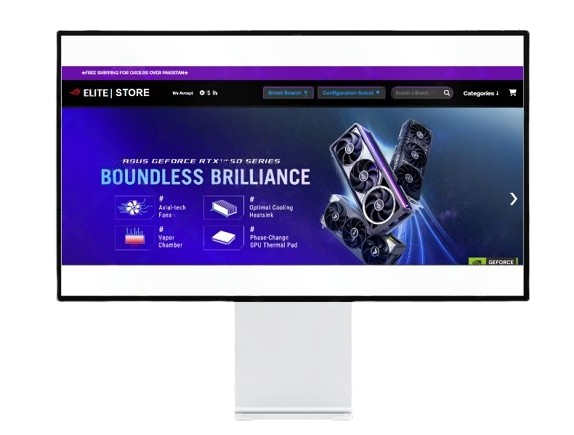 ★FREE SHIPPING FOR ORDERS OVER PAKISTAN★
ELITE| STORE
We Accept
Brand Search
Configuration Select
Search a Brand..
Categories
ASUS GEFORCE RTX™ 50 SERIES
BOUNDLESS BRILLIANCE
#
Axial-tech
Fans
#
Optimal Cooling
Heatsink
#
Vapor
Chamber
#
Phase-Change
GPU Thermal Pad
GEFORCE